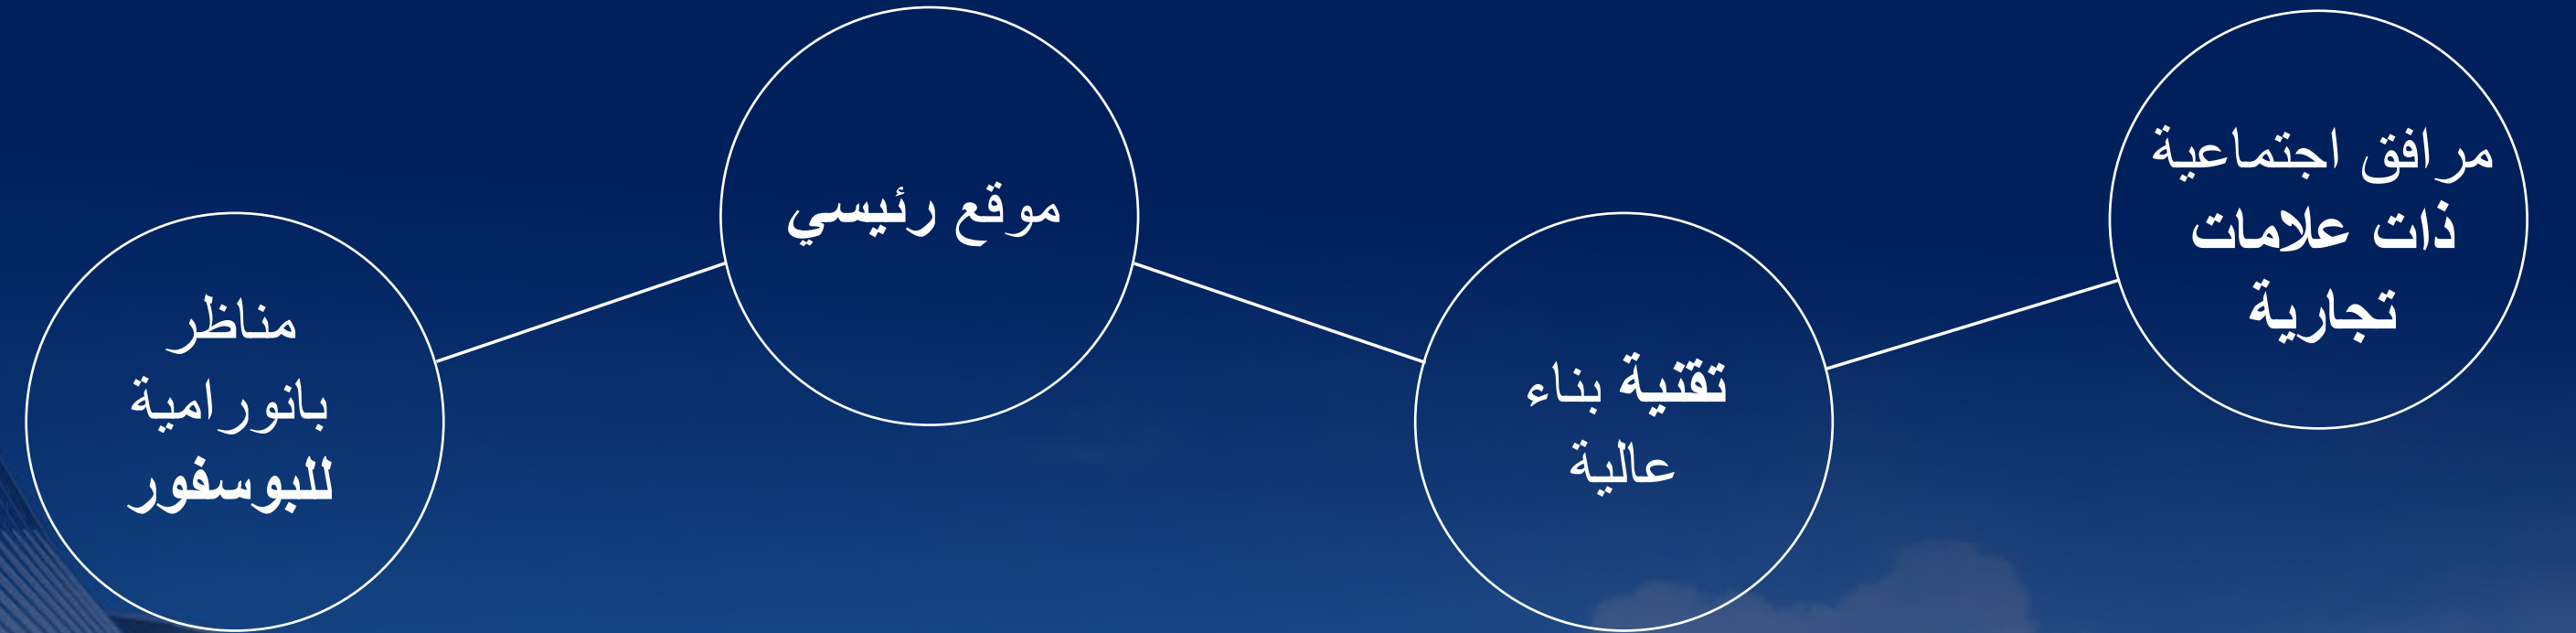 مرافق اجتماعية
ذات علامات
تجارية
تقنية بناء
عالية
موقع رئيسي
مناظر
بانورامية
للبوسفور